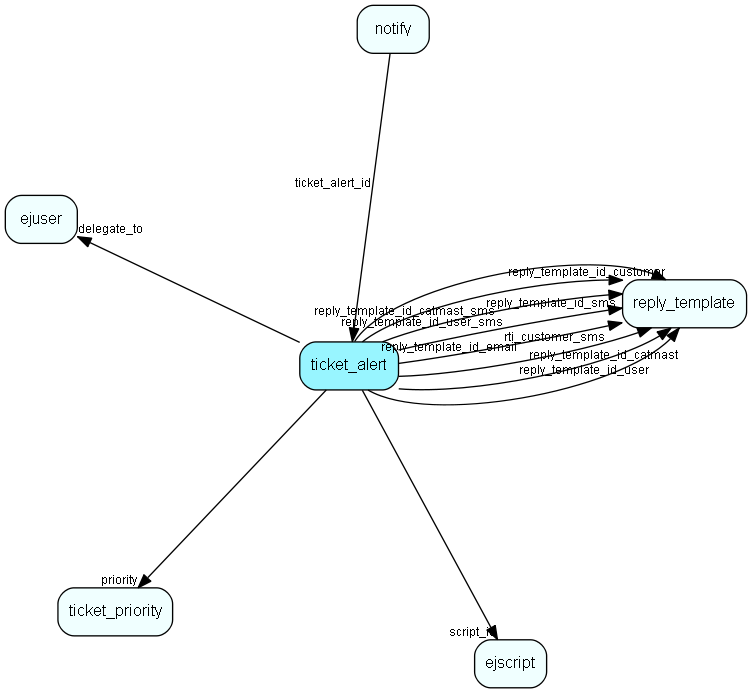 notify
ticket_alert_id
ejuser
delegate_to
reply_template_id_customer
reply_template
reply_template_id_sms
reply_template_id_catmast_sms
reply_template_id_user_sms
rti_customer_sms
reply_template_id_email
reply_template_id_catmast
ticket_alert
reply_template_id_user
priority
ticket_priority
script_id
ejscript